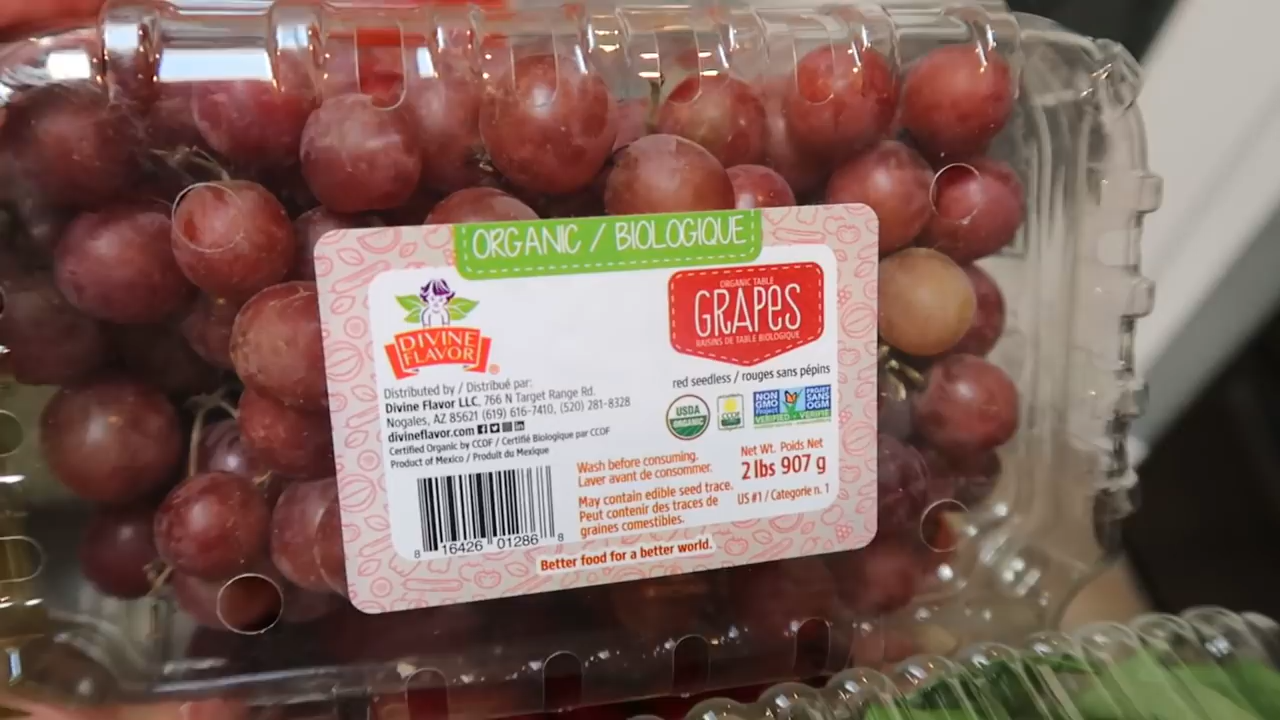 ORGANIC / BIOLOGIQUE
DIVINE
FLAVOR
®
ORGANIC TABLE
GRAPES
RAISINS DE TABLE BIOLOGIQUE
red seedless / rouges sans pépins
Distributed by / Distribué par:
Divine Flavor LLC, 766 N Target Range Rd.
Nogales, AZ 85621 (619) 616-7410, (520) 281-8328
divineflavor.com
Certified Organic by CCOF / Certifié Biologique par CCOF
Product of Mexico / Produit du Mexique
USDA
ORGANIC
CCOF
NON
GMO
Project
VERIFIED
PROJET
SANS
OGM
VÉRIFIÉ
Wash before consuming.
Laver avant de consommer.
May contain edible seed trace.
Peut contenir des traces de
graines comestibles.
Net Wt. Poids Net
2 lbs 907 g
US #1 / Categorie n. 1
8 16426 01286 8
Better food for a better world.